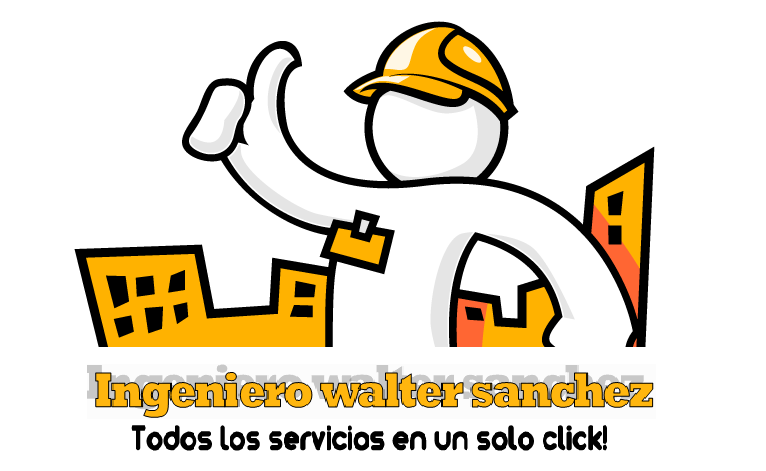 Ingeniero walter sanchez
Todos los servicios en un solo click!